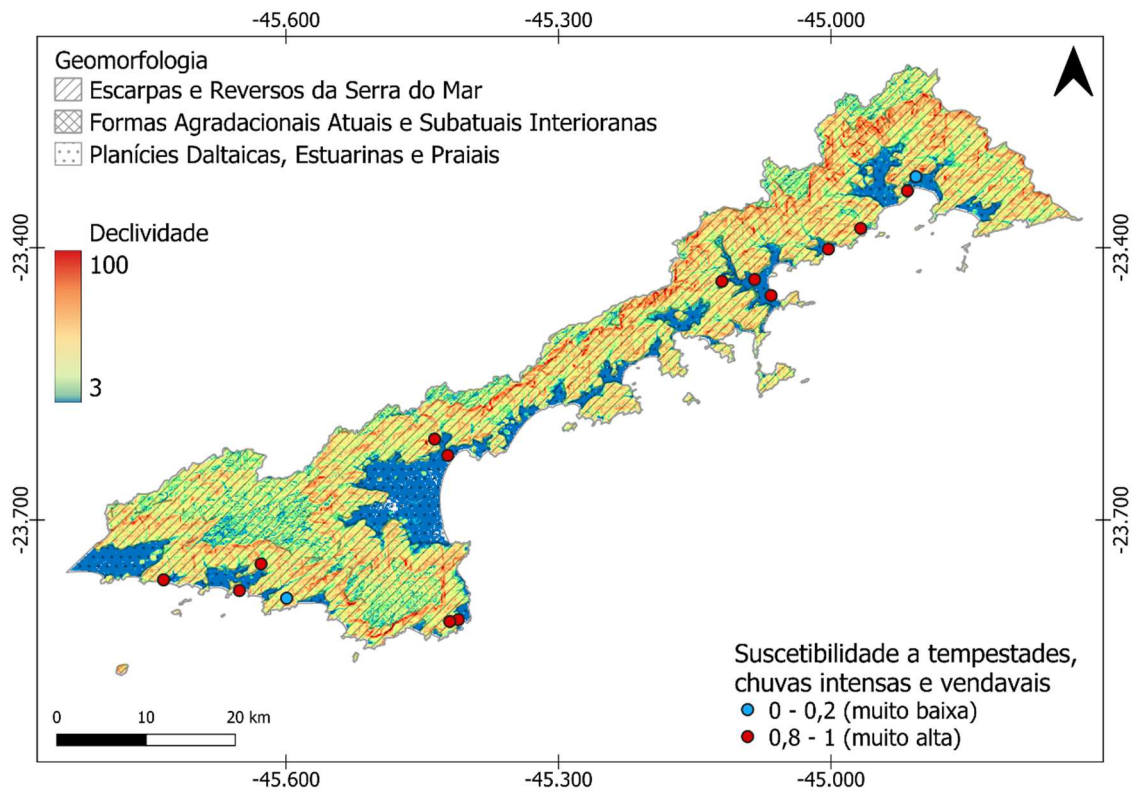 -45.600
-45.300
-45.000
Geomorfologia
Escarpas e Reversos da Serra do Mar
Formas Agradacionais Atuais e Subatuais Interioranas
Planícies Daltaicas, Estuarinas e Praiais
Declividade
100
3
-23.400
-23.400
-23.700
-23.700
Suscetibilidade a tempestades,
chuvas intensas e vendavais
0 - 0,2 (muito baixa)
0,8 - 1 (muito alta)
0
10
20 km
-45.600
-45.300
-45.000